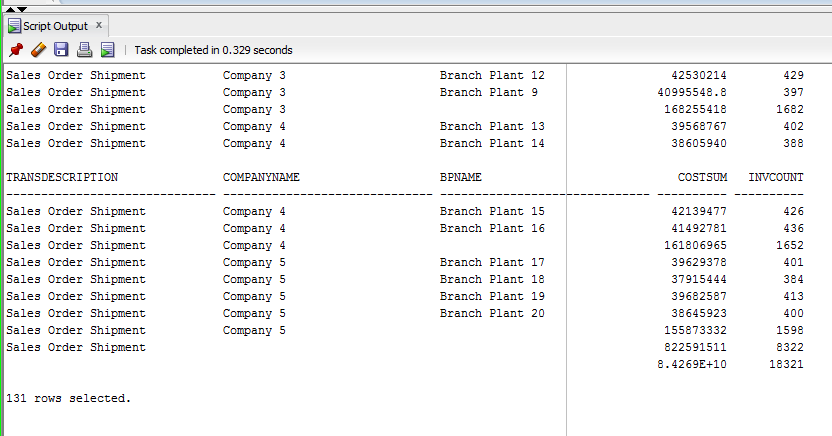 Script Output x
Task completed in 0.329 seconds
Sales Order Shipment Company 3 Branch Plant 12 42530214 429
Sales Order Shipment Company 3 Branch Plant 9 40995548.8 397
Sales Order Shipment Company 3 168255418 1682
Sales Order Shipment Company 4 Branch Plant 13 39568767 402
Sales Order Shipment Company 4 Branch Plant 14 38605940 388
TRANSDESCRIPTION COMPANYNAME BPNAME COSTSUM INVCOUNT
------------------------------ ------------------------------ ------------------------------ ---------- ----------
Sales Order Shipment Company 4 Branch Plant 15 42139477 426
Sales Order Shipment Company 4 Branch Plant 16 41492781 436
Sales Order Shipment Company 4 161806965 1652
Sales Order Shipment Company 5 Branch Plant 17 39629378 401
Sales Order Shipment Company 5 Branch Plant 18 37915444 384
Sales Order Shipment Company 5 Branch Plant 19 39682587 413
Sales Order Shipment Company 5 Branch Plant 20 38645923 400
Sales Order Shipment Company 5 155873332 1598
Sales Order Shipment 822591511 8322
8.4269E+10 18321
131 rows selected.